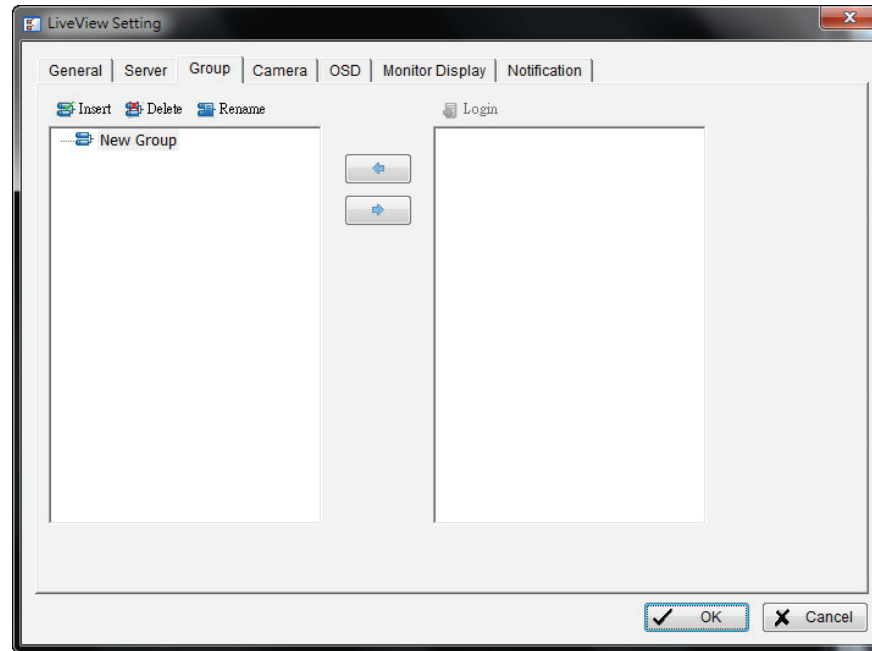 LiveView Setting
General Server Group Camera OSD Monitor Display Notification
Insert Delete Rename Login
New Group
OK Cancel